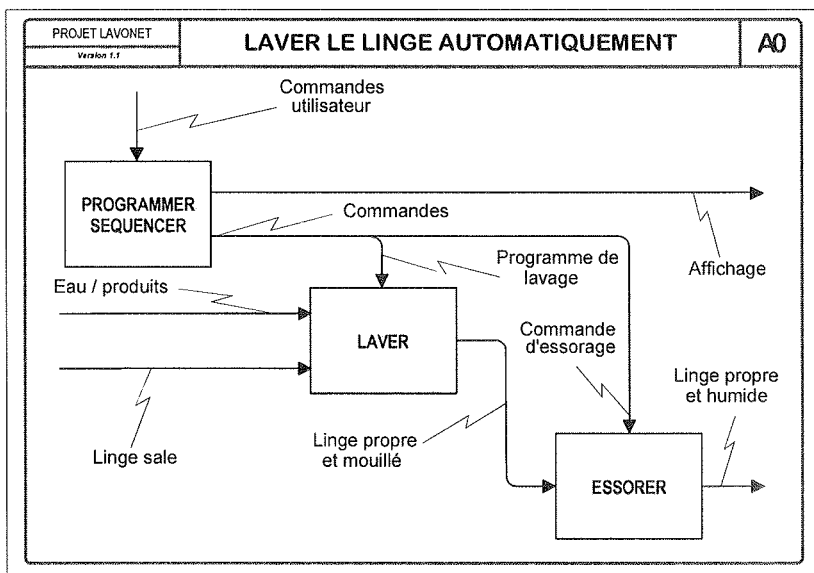 PROJET LAVONET
Version 1.1
LAVER LE LINGE AUTOMATIQUEMENT
A0
Commandes
utilisateur
PROGRAMMER
SEQUENCER
Commandes
Programme de
lavage
Affichage
Eau / produits
LAVER
Commande
d'essorage
Linge propre
et humide
Linge sale
Linge propre
et mouillé
ESSORER